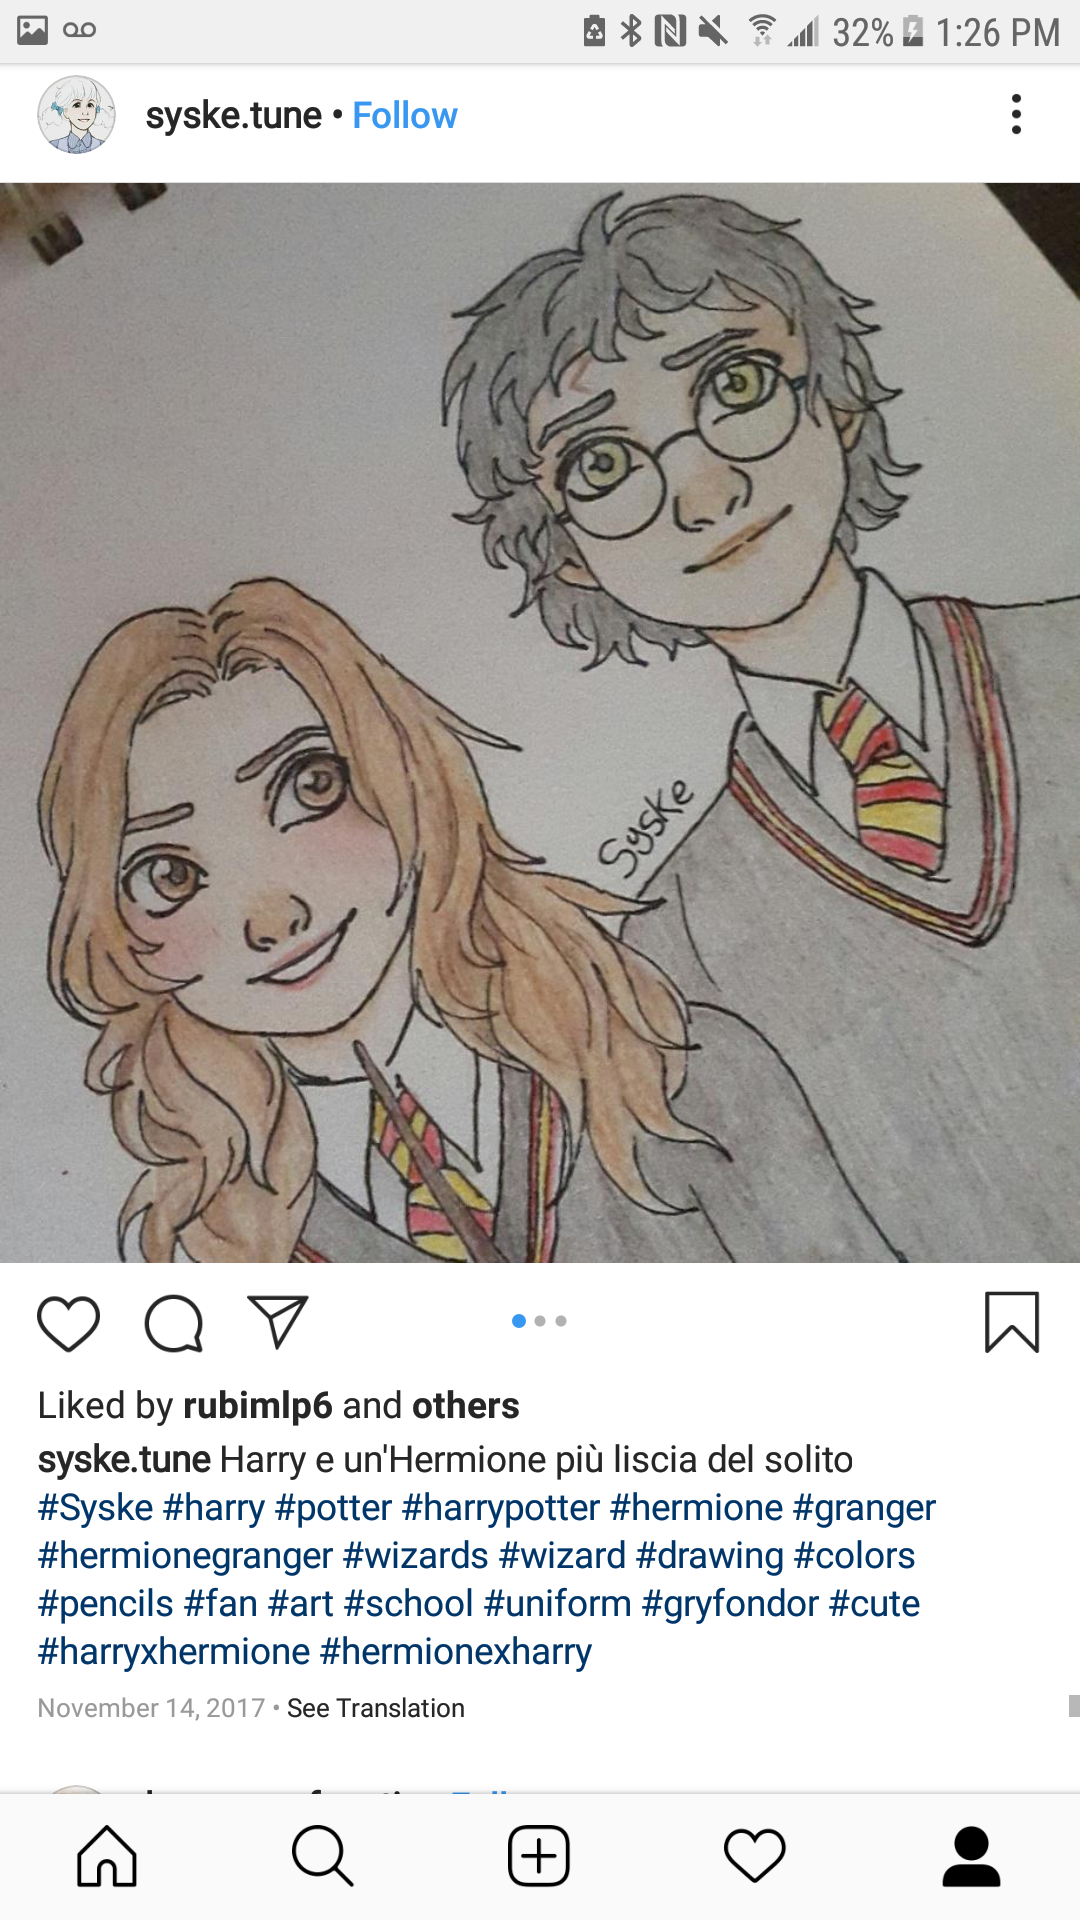 32% 1:26 PM
syske.tune • Follow
Syske
Liked by rubimlp6 and others
syske.tune Harry e un'Hermione più liscia del solito
#Syske #harry #potter #harrypotter #hermione #granger
#hermionegranger #wizards #wizard #drawing #colors
#pencils #fan #art #school #uniform #gryfondor #cute
#harryxhermione #hermionexharry
November 14, 2017 • See Translation